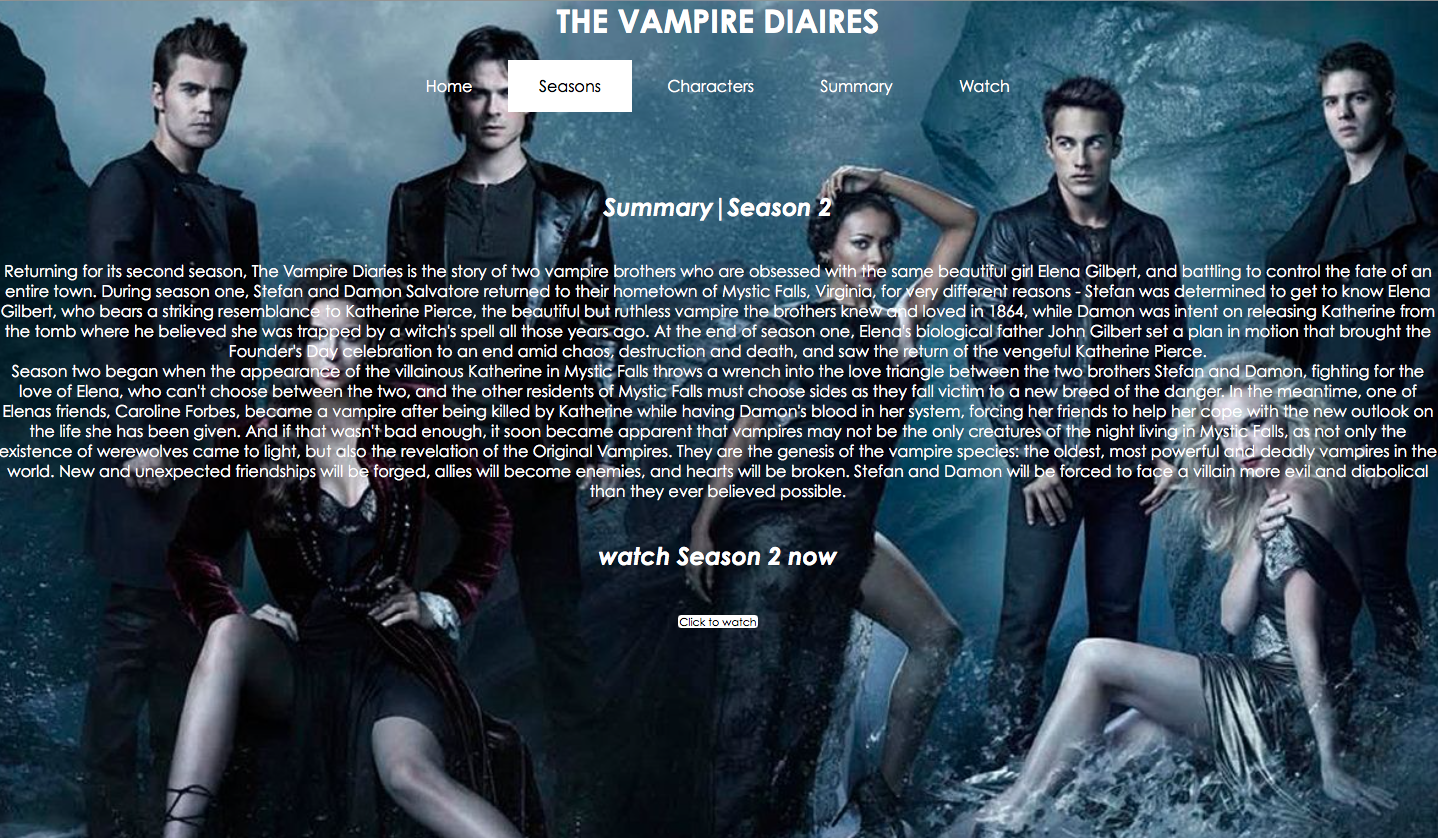 THE VAMPIRE DIAIRES
Home Seasons Characters Summary Watch
Summary|Season 2
Returning for its second season, The Vampire Diaries is the story of two vampire brothers who are obsessed with the same beautiful girl Elena Gilbert, and battling to control the fate of an
entire town. During season one, Stefan and Damon Salvatore returned to their hometown of Mystic Falls, Virginia, for very different reasons - Stefan was determined to get to know Elena
Gilbert, who bears a striking resemblance to Katherine Pierce, the beautiful but ruthless vampire the brothers knew and loved in 1864, while Damon was intent on releasing Katherine from
the tomb where he believed she was trapped by a witch's spell all those years ago. At the end of season one, Elena's biological father John Gilbert set a plan in motion that brought the
Founder's Day celebration to an end amid chaos, destruction and death, and saw the return of the vengeful Katherine Pierce.
Season two began when the appearance of the villainous Katherine in Mystic Falls throws a wrench into the love triangle between the two brothers Stefan and Damon, fighting for the
love of Elena, who can't choose between the two, and the other residents of Mystic Falls must choose sides as they fall victim to a new breed of the danger. In the meantime, one of
Elenas friends, Caroline Forbes, became a vampire after being killed by Katherine while having Damon's blood in her system, forcing her friends to help her cope with the new outlook on
the life she has been given. And if that wasn't bad enough, it soon became apparent that vampires may not be the only creatures of the night living in Mystic Falls, as not only the
existence of werewolves came to light, but also the revelation of the Original Vampires. They are the genesis of the vampire species: the oldest, most powerful and deadly vampires in the
world. New and unexpected friendships will be forged, allies will become enemies, and hearts will be broken. Stefan and Damon will be forced to face a villain more evil and diabolical
than they ever believed possible.
watch Season 2 now
Click to watch